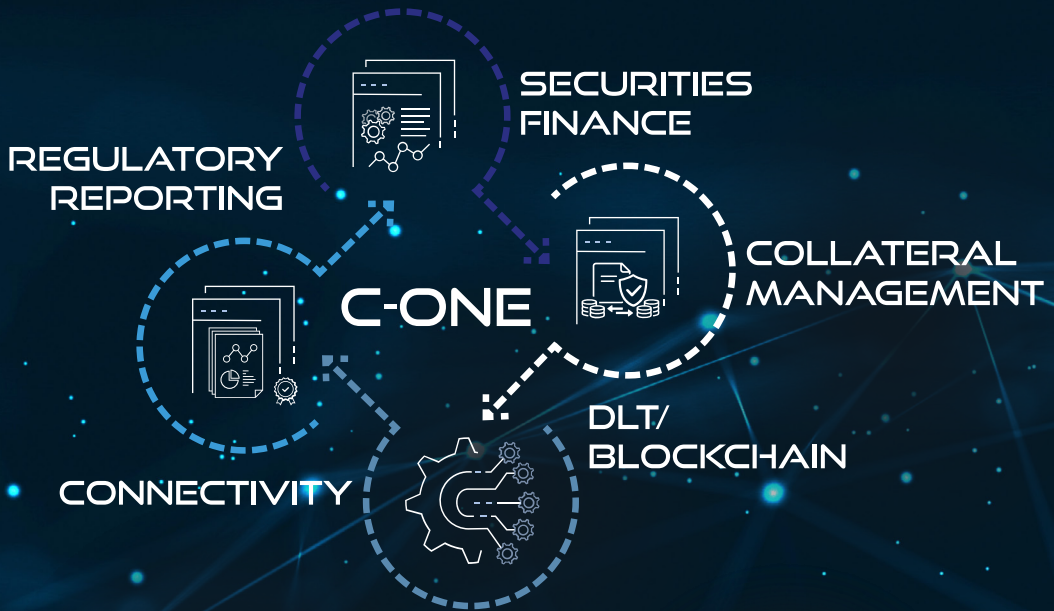 SECURITIES
FINANCE
REGULATORY
REPORTING
COLLATERAL
MANAGEMENT
C-ONE
DLT/
BLOCKCHAIN
CONNECTIVITY